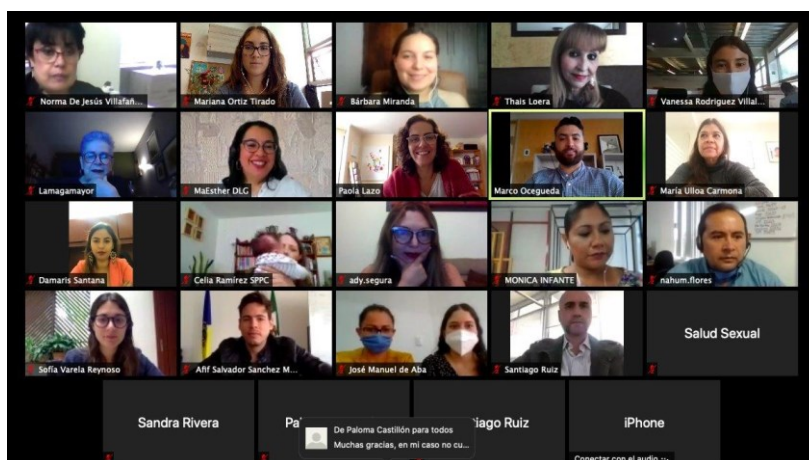 Norma De Jesús Villafañ...
Mariana Ortiz Tirado
Bárbara Miranda
Thais Loera
Vanessa Rodriguez Villal...
Lamagamayor
MaEsther DLG
Paola Lazo
Marco Ocegueda
María Ulloa Carmona
Damaris Santana
Celia Ramírez SPPC
ady.segura
MONICA INFANTE
nahum.flores
Sofía Varela Reynoso
Afif Salvador Sanchez M...
José Manuel de Aba
Santiago Ruiz
Salud Sexual
Sandra Rivera
Pa
iago Ruiz
iPhone
De Paloma Castillón para todos
Muchas gracias, en mi caso no cu...
Conectar con el audio